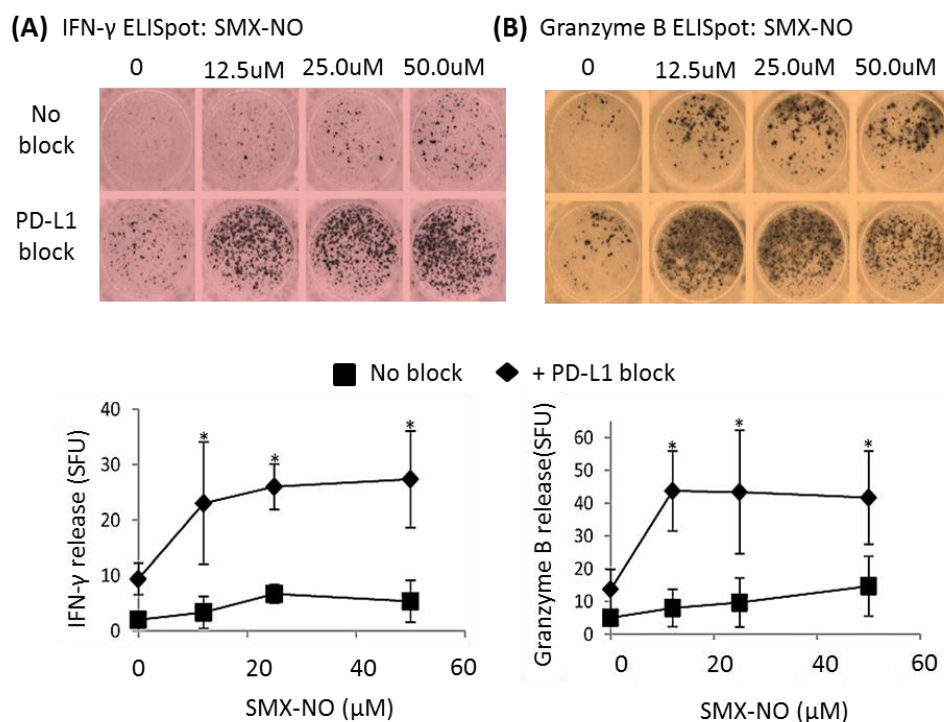 (A) IFN-γ ELISpot: SMX-NO
0 12.5uM 25.0uM 50.0uM
No
block
PD-L1
block
(B) Granzyme B ELISpot: SMX-NO
0 12.5uM 25.0uM 50.0uM
No block + PD-L1 block
IFN-γ release (SFU)
40
30
20
10
0
* * *
0 20 40 60
SMX-NO (μM)
Granzyme B release(SFU)
60
50
40
30
20
10
0
* * *
0 20 40 60
SMX-NO (μM)